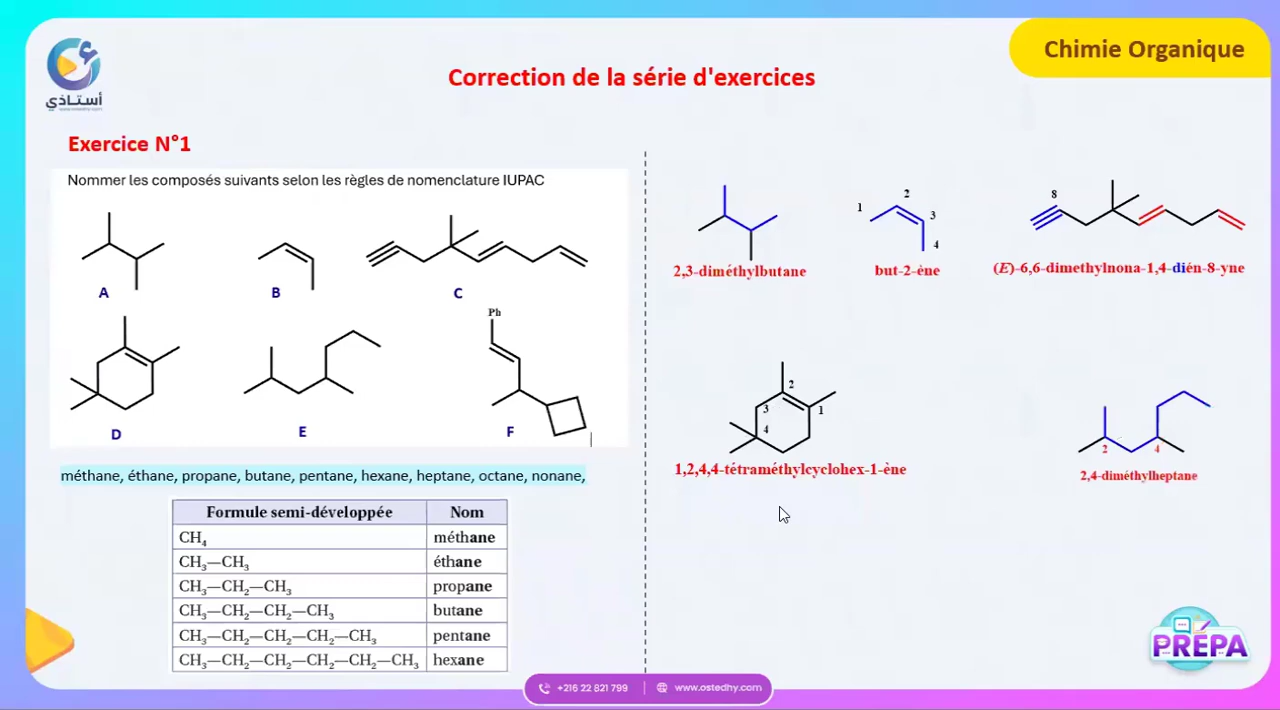 Chimie Organique
أستاذي
www.ostedhy.com
Correction de la série d'exercices
Exercice N°1
Nommer les composés suivants selon les règles de nomenclature IUPAC
A
B
C
Ph
D
E
F
méthane, éthane, propane, butane, pentane, hexane, heptane, octane, nonane,
Formule semi-développée Nom
CH₄ méthane
CH₃—CH₃ éthane
CH₃—CH₂—CH₃ propane
CH₃—CH₂—CH₂—CH₃ butane
CH₃—CH₂—CH₂—CH₂—CH₃ pentane
CH₃—CH₂—CH₂—CH₂—CH₂—CH₃ hexane
2,3-diméthylbutane
1 2 3 4
but-2-ène
8
(E)-6,6-dimethylnona-1,4-dién-8-yne
2 3 1 4
1,2,4,4-tétraméthylcyclohex-1-ène
2 4
2,4-diméthylheptane
PRÉPA
+216 22 821 799 | www.ostedhy.com